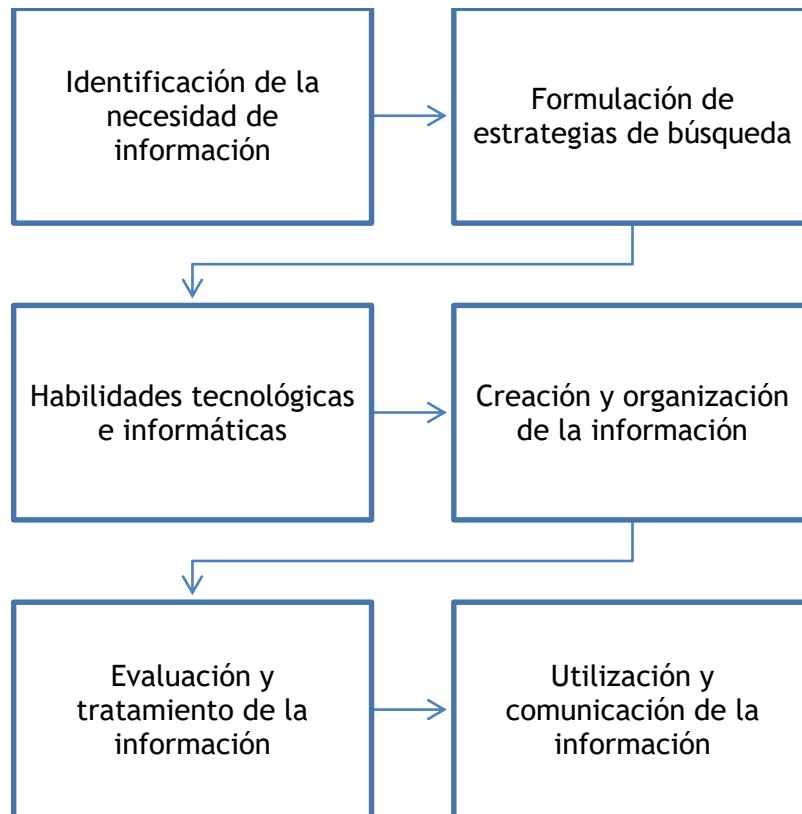 Identificación de la
necesidad de
información
Formulación de
estrategias de búsqueda
Habilidades tecnológicas
e informáticas
Creación y organización
de la información
Evaluación y
tratamiento de la
información
Utilización y
comunicación de la
información